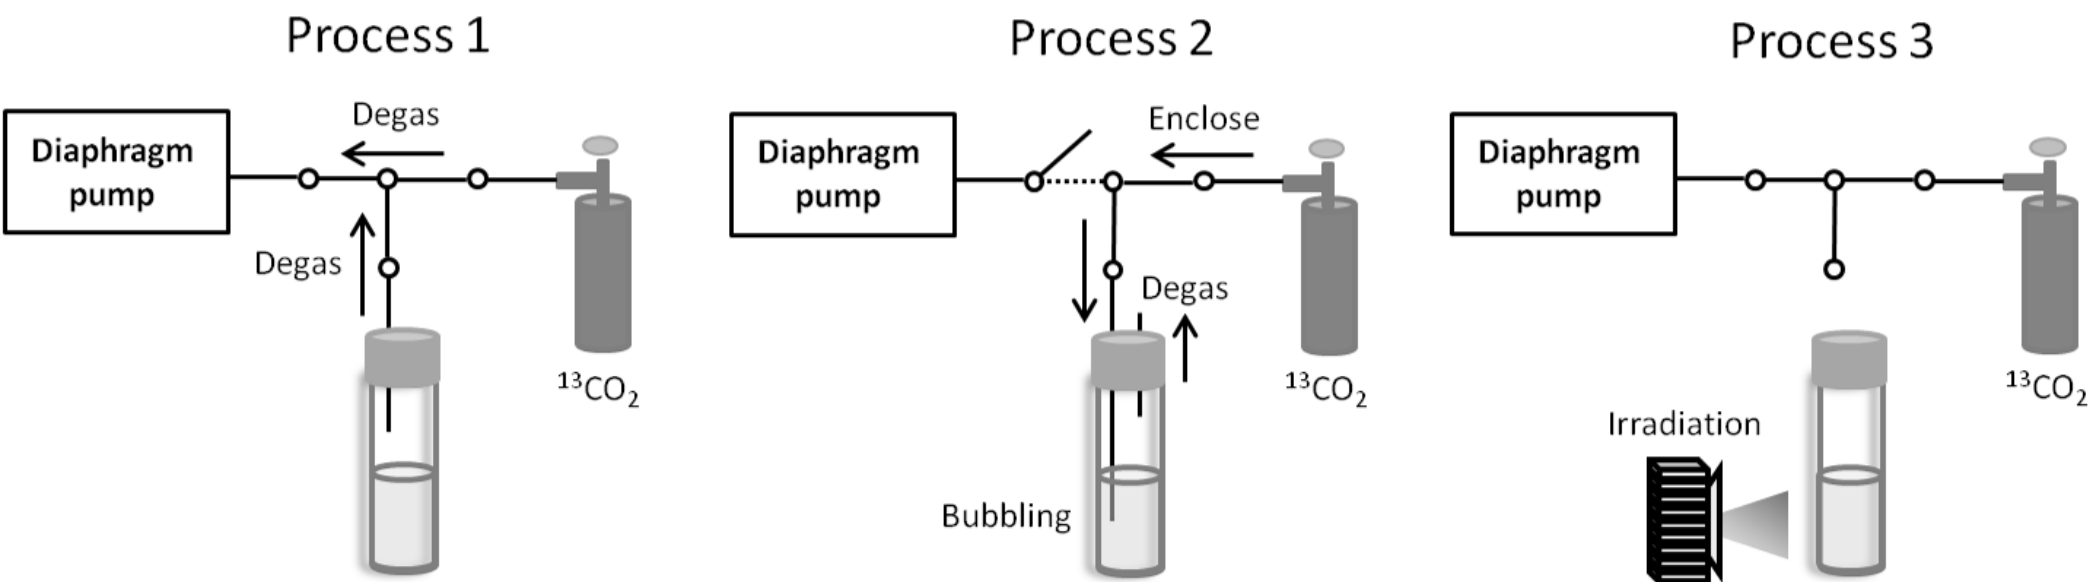 Process 1
Degas
Diaphragm
pump
Degas
¹³CO₂
Process 2
Enclose
Diaphragm
pump
Degas
¹³CO₂
Bubbling
Process 3
Diaphragm
pump
¹³CO₂
Irradiation